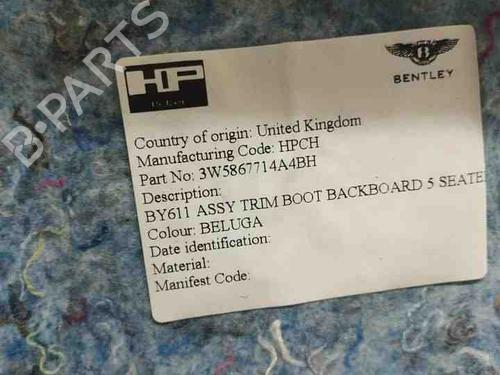 HP
BENTLEY
Country of origin: United Kingdom
Manufacturing Code: HPCH
Part No: 3W5867714A4BH
Description:
BY611 ASSY TRIM BOOT BACKBOARD 5 SEATE
Colour: BELUGA
Date identification:
Material:
Manifest Code:
B-PARTS